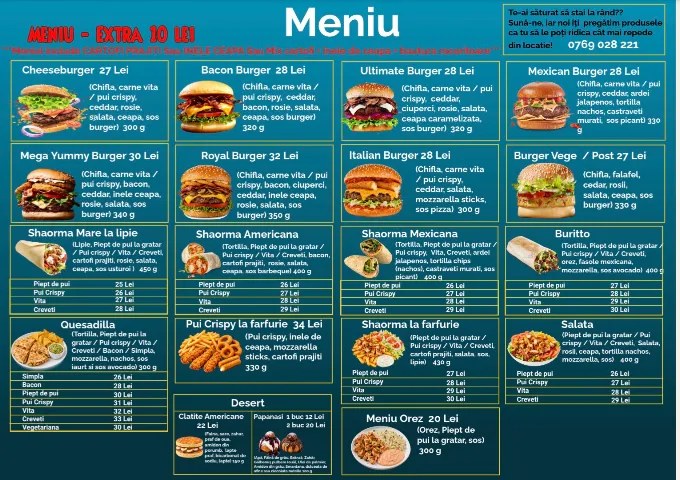 Meniu
MENIU - EXTRA 20 LEI
Te-ai săturat să stai la rând??
Sună-ne, iar noi îți pregătim produsele
ca tu să le poți ridica cât mai repede
din locatie! 0769 028 221
Cheeseburger 27 Lei
(Chifla, carne vita
/ pui crispy,
ceddar, rosie,
salata, ceapa, sos
burger) 300 g
Bacon Burger 28 Lei
(Chifla, carne vita
/ pui crispy, ceddar,
bacon, rosie, salata,
ceapa, sos burger)
320 g
Ultimate Burger 28 Lei
(Chifla, carne vita /
pui crispy, ceddar,
ciuperci, rosie, salata,
ceapa caramelizata,
sos burger) 320 g
Mexican Burger 28 Lei
(Chifla, carne vita / pui
crispy, ceddar, ardei
jalapenos, tortilla
nachos, castraveti
murati, sos picanti) 330
g
Mega Yummy Burger 30 Lei
(Chifla, carne vita /
pui crispy, bacon,
ceddar, inele ceapa,
rosie, salata, sos
burger) 340 g
Royal Burger 32 Lei
(Chifla, carne vita / pui
crispy, bacon, ciuperci,
ceddar, inele ceapa,
rosie, salata, sos
burger) 350 g
Italian Burger 28 Lei
(Chifla, carne vita /
pui crispy,
ceddar, salata,
mozzarella sticks,
sos pizza) 300 g
Burger Vege / Post 27 Lei
(Chifla, falafel,
cedar, rosii,
salata, ceapa, sos
burger) 330 g
Shaorma Mare la lipie
(Lipie, Piept de pui la gratar
/ Pui crispy / Vita / Creveti,
cartofi prajiti, rosie, salata,
ceapa, sos usturoi ) 450 g
Piept de pui 25 Lei
Pui Crispy 26 Lei
Vita 27 Lei
Creveti 28 Lei
Shaorma Americana
(Tortilla, Piept de pui la gratar /
Pui crispy / Vita / Creveti, bacon,
cartofi prajiti, rosie, salata,
ceapa, sos barbeque) 400 g
Piept de pui 26 Lei
Pui Crispy 27 Lei
Vita 28 Lei
Creveti 29 Lei
Shaorma Mexicana
(Tortilla, Piept de pui la gratar /
Pui crispy, Vita, Creveti, ardei
jalapenos, tortilla chips
(nachos), castraveti murati, sos
picant) 400 g
Piept de pui 26 Lei
Pui Crispy 27 Lei
Vita 28 Lei
Creveti 29 Lei
Buritto
(Tortilla, Piept de pui la gratar /
Pui crispy / Vita / Creveti,
orez, fasole mexicana,
mozzarella, sos avocado) 400 g
Piept de pui 26 Lei
Pui Crispy 27 Lei
Vita 28 Lei
Creveti 29 Lei
Quesadilla
(Tortilla, Piept de pui la
gratar / Pui crispy / Vita /
Creveti / Bacon / Simpla,
mozzarella, nachos, sos
iaurt si sos avocado) 300 g
Simpla 26 Lei
Bacon 28 Lei
Piept de pui 30 Lei
Pui Crispy 31 Lei
Vita 32 Lei
Creveti 33 Lei
Vegetariana 30 Lei
Pui Crispy la farfurie 34 Lei
(Pui crispy, inele de
ceapa, mozzarella
sticks, cartofi prajiti
330 g
Shaorma la farfurie
(Piept de pui la gratar /
Pui crispy / Vita / Creveti,
cartofi prajiti, salata, sos,
lipie) 430 g
Piept de pui 27 Lei
Pui Crispy 28 Lei
Vita 29 Lei
Creveti 30 Lei
Salata
(Piept de pui la gratar / Pui
crispy / Vita / Creveti, Salata,
rosii, ceapa, tortilla nachos,
mozzarella, sos) 400 g
Piept de pui 26 Lei
Pui Crispy 27 Lei
Vita 28 Lei
Creveti 29 Lei
Desert
Clatite Americane
22 Lei
Papanasi 1 buc 12 Lei
2 buc 20 Lei
Meniu Orez 20 Lei
(Orez, Piept de
pui la gratar, sos)
300 g